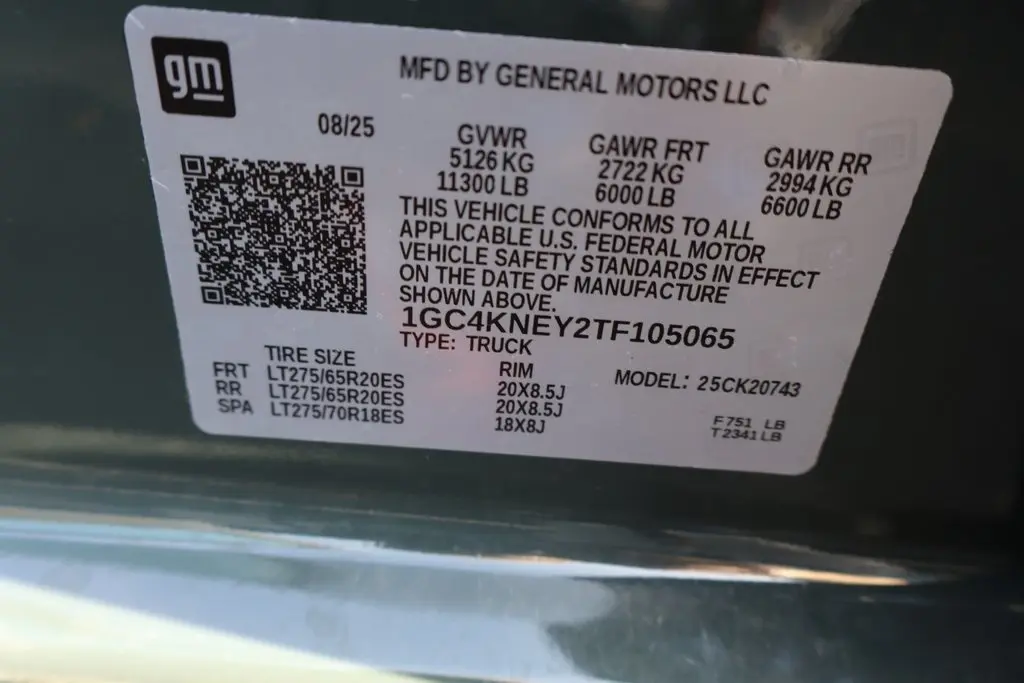 gm
MFD BY GENERAL MOTORS LLC
08/25
GVWR GAWR FRT GAWR RR
5126 KG 2722 KG 2994 KG
11300 LB 6000 LB 6600 LB
THIS VEHICLE CONFORMS TO ALL
APPLICABLE U.S. FEDERAL MOTOR
VEHICLE SAFETY STANDARDS IN EFFECT
ON THE DATE OF MANUFACTURE
SHOWN ABOVE.
1GC4KNEY2TF105065
TYPE: TRUCK
TIRE SIZE RIM MODEL: 25CK20743
FRT LT275/65R20ES 20X8.5J
RR LT275/65R20ES 20X8.5J
SPA LT275/70R18ES 18X8J
F 751 LB
T 2341 LB